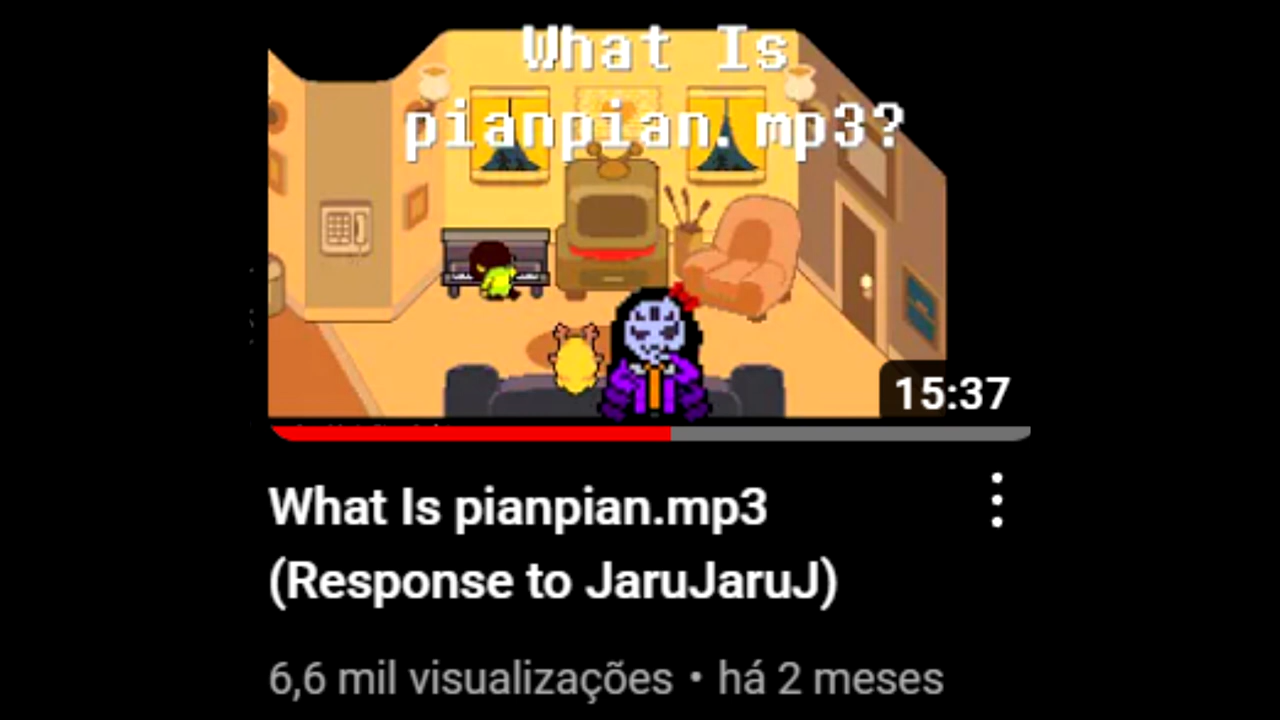 What Is
pianpian.mp3?
15:37
What Is pianpian.mp3
(Response to JaruJaruJ)
6,6 mil visualizações • há 2 meses